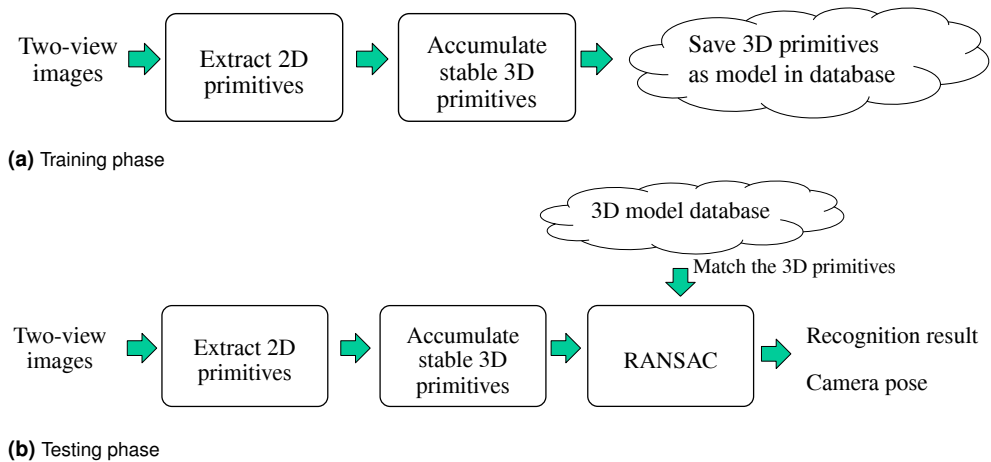 Two-view
images
Extract 2D
primitives
Accumulate
stable 3D
primitives
Save 3D primitives
as model in database
(a) Training phase
3D model database
Match the 3D primitives
Two-view
images
Extract 2D
primitives
Accumulate
stable 3D
primitives
RANSAC
Recognition result
Camera pose
(b) Testing phase